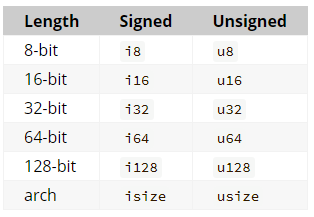 Length Signed Unsigned
8-bit i8 u8
16-bit i16 u16
32-bit i32 u32
64-bit i64 u64
128-bit i128 u128
arch isize usize